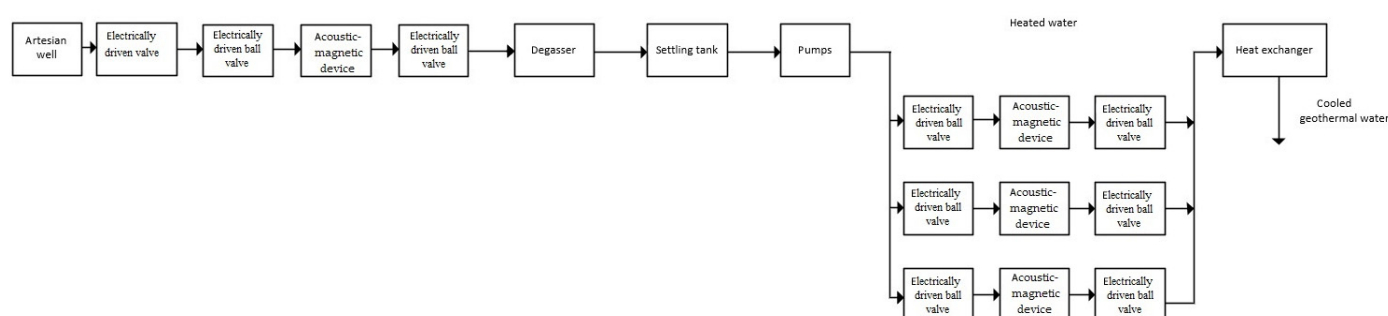 Heated water
Artesian
well
Electrically
driven valve
Electrically
driven ball
valve
Acoustic-
magnetic
device
Electrically
driven ball
valve
Degasser
Settling tank
Pumps
Heat exchanger
Cooled
geothermal water
Electrically
driven ball
valve
Acoustic-
magnetic
device
Electrically
driven ball
valve
Electrically
driven ball
valve
Acoustic-
magnetic
device
Electrically
driven ball
valve
Electrically
driven ball
valve
Acoustic-
magnetic
device
Electrically
driven ball
valve